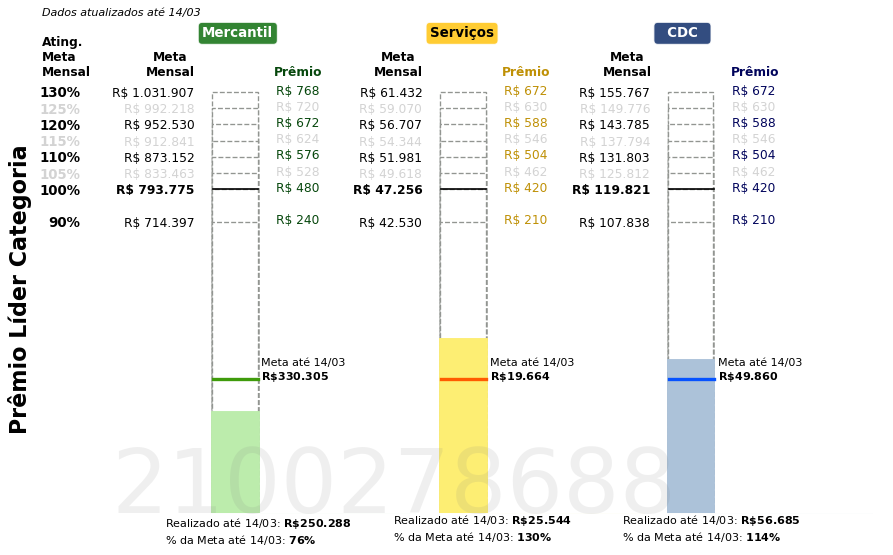 Dados atualizados até 14/03
Mercantil Serviços CDC
Ating.
Meta Meta Meta Meta
Mensal Mensal Prêmio Mensal Prêmio Mensal Prêmio
130% R$ 1.031.907 R$ 768 R$ 61.432 R$ 672 R$ 155.767 R$ 672
125% R$ 992.218 R$ 720 R$ 59.070 R$ 630 R$ 149.776 R$ 630
120% R$ 952.530 R$ 672 R$ 56.707 R$ 588 R$ 143.785 R$ 588
115% R$ 912.841 R$ 624 R$ 54.344 R$ 546 R$ 137.794 R$ 546
110% R$ 873.152 R$ 576 R$ 51.981 R$ 504 R$ 131.803 R$ 504
105% R$ 833.463 R$ 528 R$ 49.618 R$ 462 R$ 125.812 R$ 462
100% R$ 793.775 R$ 480 R$ 47.256 R$ 420 R$ 119.821 R$ 420
90% R$ 714.397 R$ 240 R$ 42.530 R$ 210 R$ 107.838 R$ 210
Prêmio Líder Categoria
Meta até 14/03 Meta até 14/03 Meta até 14/03
R$330.305 R$19.664 R$49.860
2100278688
Realizado até 14/03: R$250.288 Realizado até 14/03: R$25.544 Realizado até 14/03: R$56.685
% da Meta até 14/03: 76% % da Meta até 14/03: 130% % da Meta até 14/03: 114%